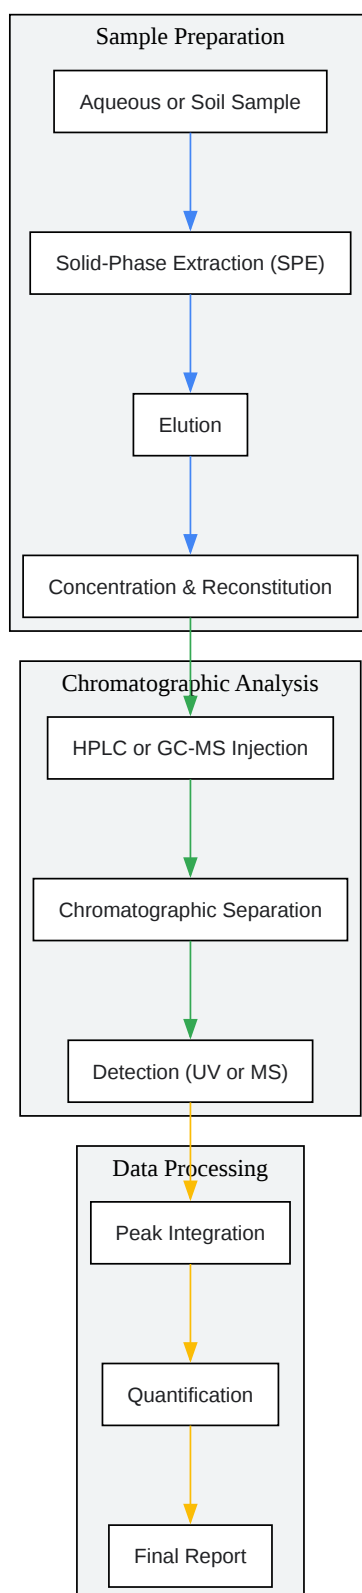 Sample Preparation
Aqueous or Soil Sample
Solid-Phase Extraction (SPE)
Elution
Concentration & Reconstitution
Chromatographic Analysis
HPLC or GC-MS Injection
Chromatographic Separation
Detection (UV or MS)
Data Processing
Peak Integration
Quantification
Final Report